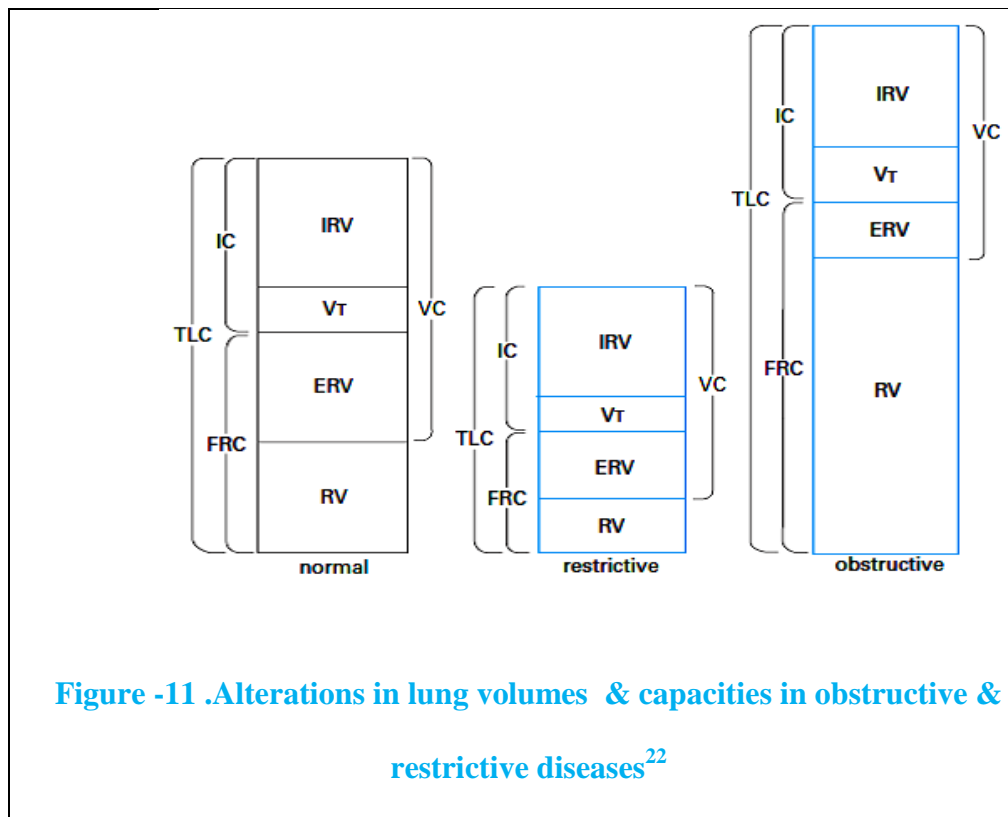 IRV
IC
VT
VC
TLC
ERV
FRC
RV
normal
IRV
IC
VC
VT
TLC
ERV
FRC
RV
restrictive
IRV
IC
VC
VT
TLC
ERV
FRC
RV
obstructive
Figure -11 .Alterations in lung volumes & capacities in obstructive &
restrictive diseases22